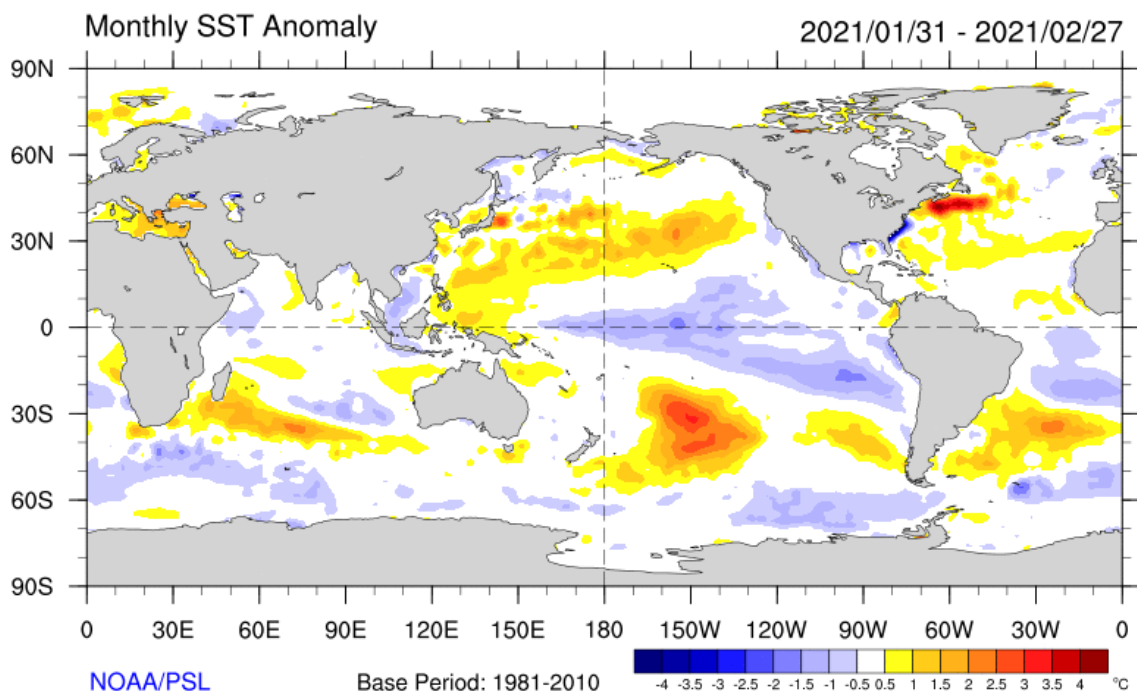 Monthly SST Anomaly 2021/01/31 - 2021/02/27
90N
60N
30N
0
30S
60S
90S
0 30E 60E 90E 120E 150E 180 150W 120W 90W 60W 30W 0
NOAA/PSL Base Period: 1981-2010
-4 -3.5 -3 -2.5 -2 -1.5 -1 -0.5 0.5 1 1.5 2 2.5 3 3.5 4 °C